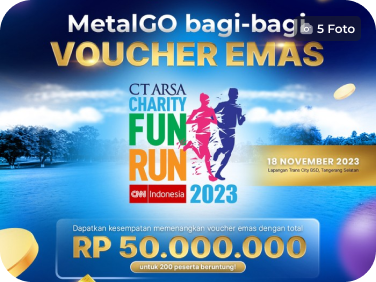 MetalGO bagi-bagi
5 Foto
VOUCHER EMAS
CT ARSA
CHARITY
FUN
RUN
CNN Indonesia 2023
18 NOVEMBER 2023
Lapangan Trans City BSD, Tangerang Selatan
Dapatkan kesempatan memenangkan voucher emas dengan total
RP 50.000.000
untuk 200 peserta beruntung!